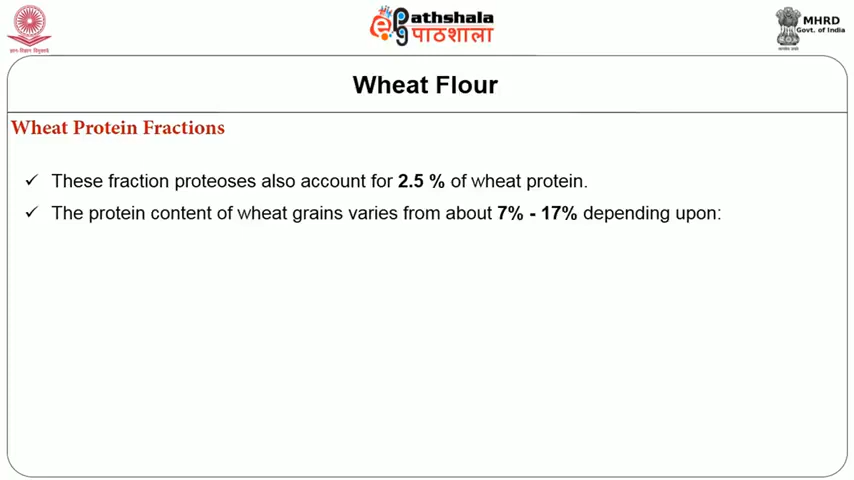 ePathshala
पाठशाला
MHRD
Govt. of India
Wheat Flour
Wheat Protein Fractions
✓ These fraction proteoses also account for 2.5 % of wheat protein.
✓ The protein content of wheat grains varies from about 7% - 17% depending upon: